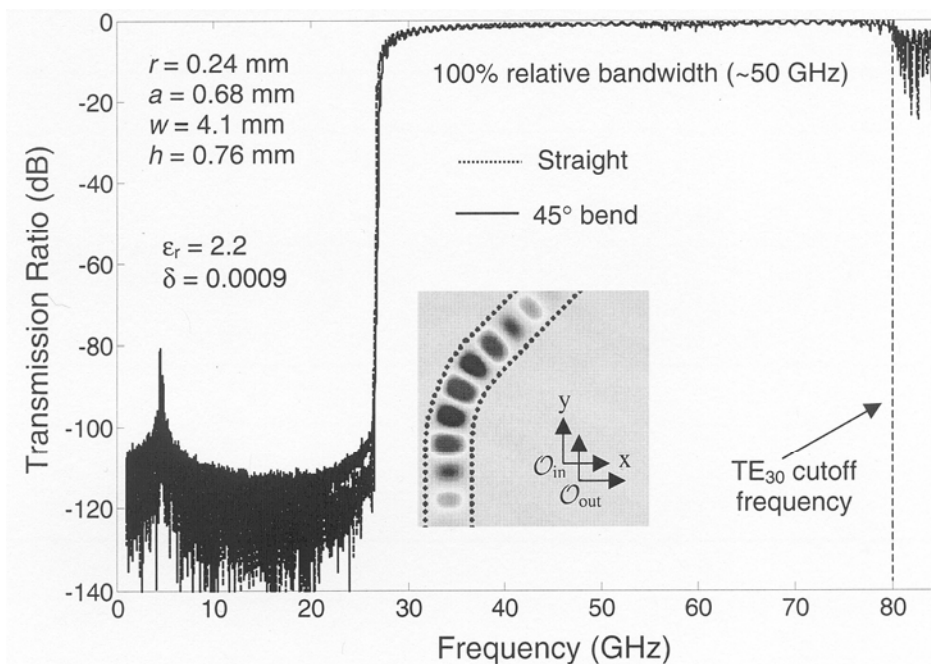 Transmission Ratio (dB)
0
-20
-40
-60
-80
-100
-120
-140
r = 0.24 mm
a = 0.68 mm
w = 4.1 mm
h = 0.76 mm
100% relative bandwidth (~50 GHz)
Straight
45° bend
εr = 2.2
δ = 0.0009
y
x
𝒪in
𝒪out
TE30 cutoff
frequency
0 10 20 30 40 50 60 70 80
Frequency (GHz)